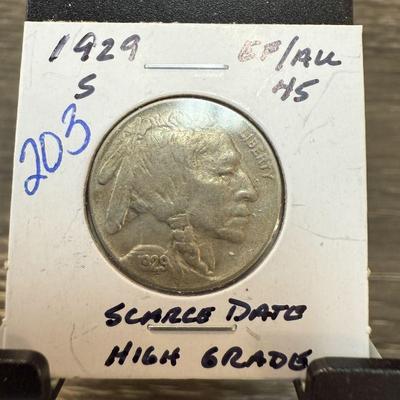 1929 EF/AU
S 45
203
LIBERTY
1929
SCARCE DATE
HIGH GRADE